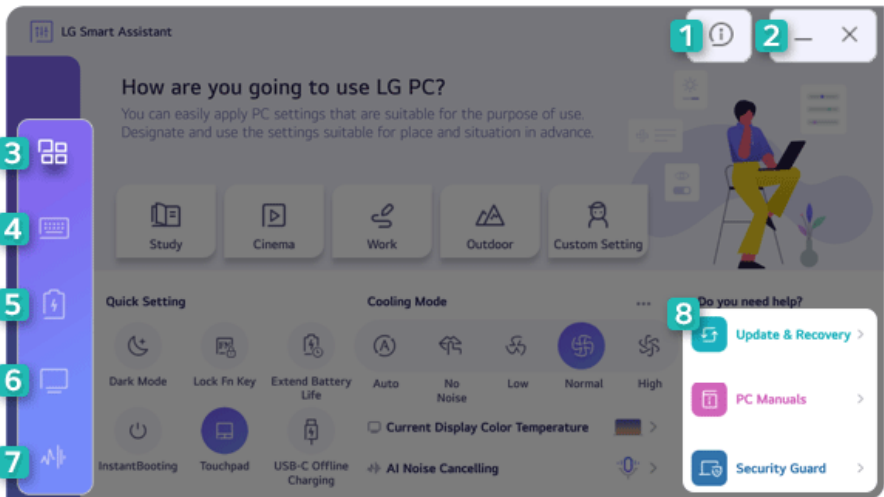 LG Smart Assistant
1
2
How are you going to use LG PC?
You can easily apply PC settings that are suitable for the purpose of use.
Designate and use the settings suitable for place and situation in advance.
3
4
5
6
7
Study
Cinema
Work
Outdoor
Custom Setting
Quick Setting
Dark Mode
Lock Fn Key
Extend Battery
Life
InstantBooting
Touchpad
USB-C Offline
Charging
Cooling Mode
...
Auto
No
Noise
Low
Normal
High
Current Display Color Temperature
AI Noise Cancelling
Do you need help?
8
Update & Recovery
PC Manuals
Security Guard